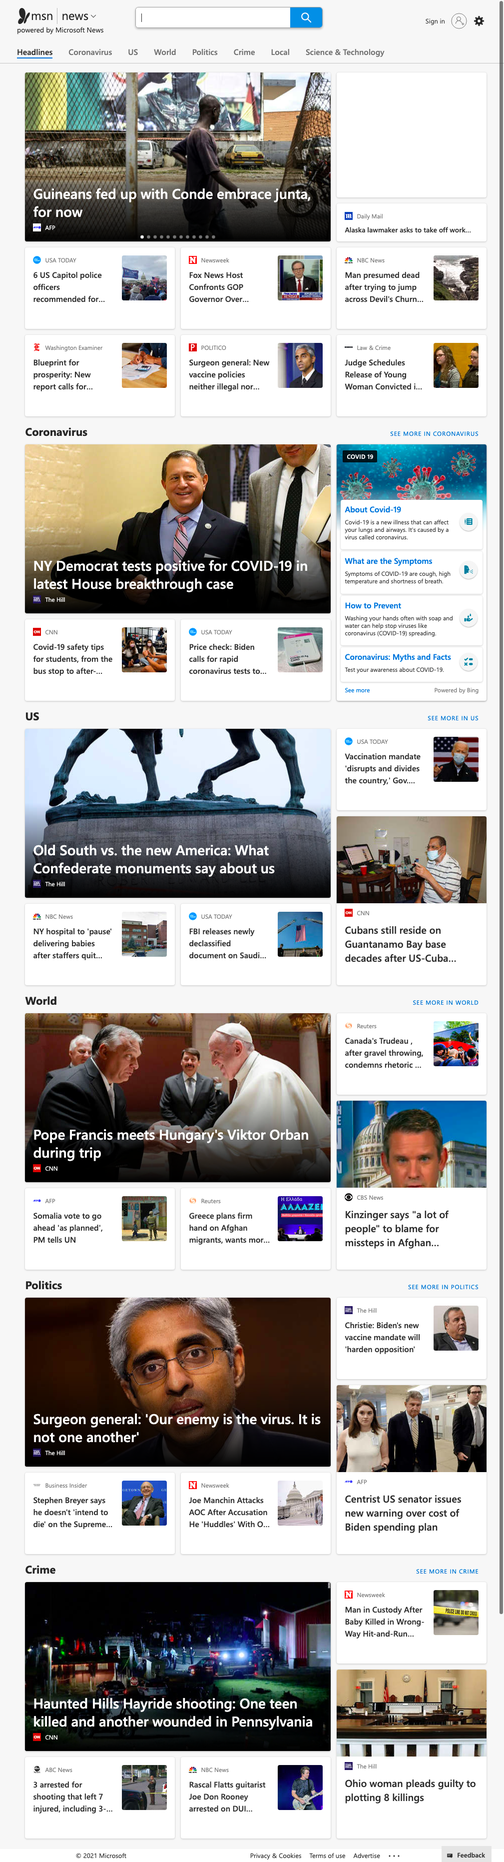 msn news
powered by Microsoft News
Sign in
Headlines Coronavirus US World Politics Crime Local Science & Technology
Guineans fed up with Conde embrace junta,
for now
AFP
Daily Mail
Alaska lawmaker asks to take off work...
USA TODAY
6 US Capitol police
officers
recommended for...
Newsweek
Fox News Host
Confronts GOP
Governor Over...
NBC News
Man presumed dead
after trying to jump
across Devil's Churn...
Washington Examiner
Blueprint for
prosperity: New
report calls for...
POLITICO
Surgeon general: New
vaccine policies
neither illegal nor...
Law & Crime
Judge Schedules
Release of Young
Woman Convicted i...
Coronavirus
SEE MORE IN CORONAVIRUS
NY Democrat tests positive for COVID-19 in
latest House breakthrough case
The Hill
COVID 19
About Covid-19
Covid-19 is a new illness that can affect
your lungs and airways. It's caused by a
virus called coronavirus.
What are the Symptoms
Symptoms of COVID-19 are cough, high
temperature and shortness of breath.
How to Prevent
Washing your hands often with soap and
water can help stop viruses like
coronavirus (COVID-19) spreading.
Coronavirus: Myths and Facts
Test your awareness about COVID-19.
See more
Powered by Bing
CNN
Covid-19 safety tips
for students, from the
bus stop to after-...
USA TODAY
Price check: Biden
calls for rapid
coronavirus tests to...
US
SEE MORE IN US
Old South vs. the new America: What
Confederate monuments say about us
The Hill
USA TODAY
Vaccination mandate
'disrupts and divides
the country,' Gov....
CNN
Cubans still reside on
Guantanamo Bay base
decades after US-Cuba...
NBC News
NY hospital to 'pause'
delivering babies
after staffers quit...
USA TODAY
FBI releases newly
declassified
document on Saudi...
World
SEE MORE IN WORLD
Pope Francis meets Hungary's Viktor Orban
during trip
CNN
Reuters
Canada's Trudeau ,
after gravel throwing,
condemns rhetoric ...
CBS News
Kinzinger says "a lot of
people" to blame for
missteps in Afghan...
AFP
Somalia vote to go
ahead 'as planned',
PM tells UN
Reuters
Greece plans firm
hand on Afghan
migrants, wants mor...
Politics
SEE MORE IN POLITICS
Surgeon general: 'Our enemy is the virus. It is
not one another'
The Hill
The Hill
Christie: Biden's new
vaccine mandate will
'harden opposition'
AFP
Centrist US senator issues
new warning over cost of
Biden spending plan
Business Insider
Stephen Breyer says
he doesn't 'intend to
die' on the Supreme...
Newsweek
Joe Manchin Attacks
AOC After Accusation
He 'Huddles' With O...
Crime
SEE MORE IN CRIME
Haunted Hills Hayride shooting: One teen
killed and another wounded in Pennsylvania
CNN
Newsweek
Man in Custody After
Baby Killed in Wrong-
Way Hit-and-Run...
The Hill
Ohio woman pleads guilty to
plotting 8 killings
ABC News
3 arrested for
shooting that left 7
injured, including 3-...
NBC News
Rascal Flatts guitarist
Joe Don Rooney
arrested on DUI...
© 2021 Microsoft Privacy & Cookies Terms of use Advertise ...
Feedback